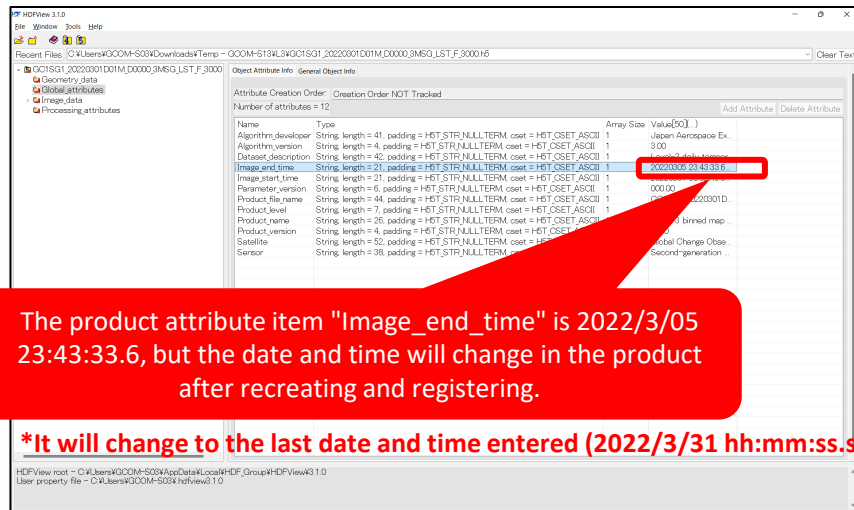 HDFView 3.1.0
File Window Tools Help
Recent Files C:¥Users¥GCOM-S03¥Downloads¥Temp - GCOM-S13¥L3¥GC1SG1_20220301D01M_D0000_3MSG_LST_F_3000.h5 Clear Text
GC1SG1_20220301D01M_D0000_3MSG_LST_F_3000
Geometry_data
Global_attributes
Image_data
Processing_attributes
Object Attribute Info General Object Info
Attribute Creation Order: Creation Order NOT Tracked
Number of attributes = 12 Add Attribute Delete Attribute
Name Type Array Size Value[50](...)
Algorithm_developer String, length = 41, padding = H5T_STR_NULLTERM, cset = H5T_CSET_ASCII 1 Japan Aerospace Ex...
Algorithm_version String, length = 4, padding = H5T_STR_NULLTERM, cset = H5T_CSET_ASCII 1 3.00
Dataset_description String, length = 42, padding = H5T_STR_NULLTERM, cset = H5T_CSET_ASCII 1
Image_end_time String, length = 21, padding = H5T_STR_NULLTERM, cset = H5T_CSET_ASCII 1 20220305 23:43:33.6...
Image_start_time String, length = 21, padding = H5T_STR_NULLTERM, cset = H5T_CSET_ASCII 1
Parameter_version String, length = 6, padding = H5T_STR_NULLTERM, cset = H5T_CSET_ASCII 1 000.00
Product_file_name String, length = 44, padding = H5T_STR_NULLTERM, cset = H5T_CSET_ASCII 1 20301D...
Product_level String, length = 7, padding = H5T_STR_NULLTERM, cset = H5T_CSET_ASCII 1
Product_name String, length = 26, padding = H5T_STR_NULLTERM, cset = H5T_CSET_ASCII binned map ...
Product_version String, length = 4, padding = H5T_STR_NULLTERM, cset = H5T_CSET_ASCII
Satellite String, length = 52, padding = H5T_STR_NULLTERM, cset = Change Obse...
Sensor String, length = 38, padding = H5T_STR_NULLTERM, cset = Second-generation ...
The product attribute item "Image_end_time" is 2022/3/05
23:43:33.6, but the date and time will change in the product
after recreating and registering.
*It will change to the last date and time entered (2022/3/31 hh:mm:ss.s
HDFView root - C:¥Users¥GCOM-S03¥AppData¥Local¥HDF_Group¥HDFView¥3.1.0
User property file - C:¥Users¥GCOM-S03¥.hdfview3.1.0